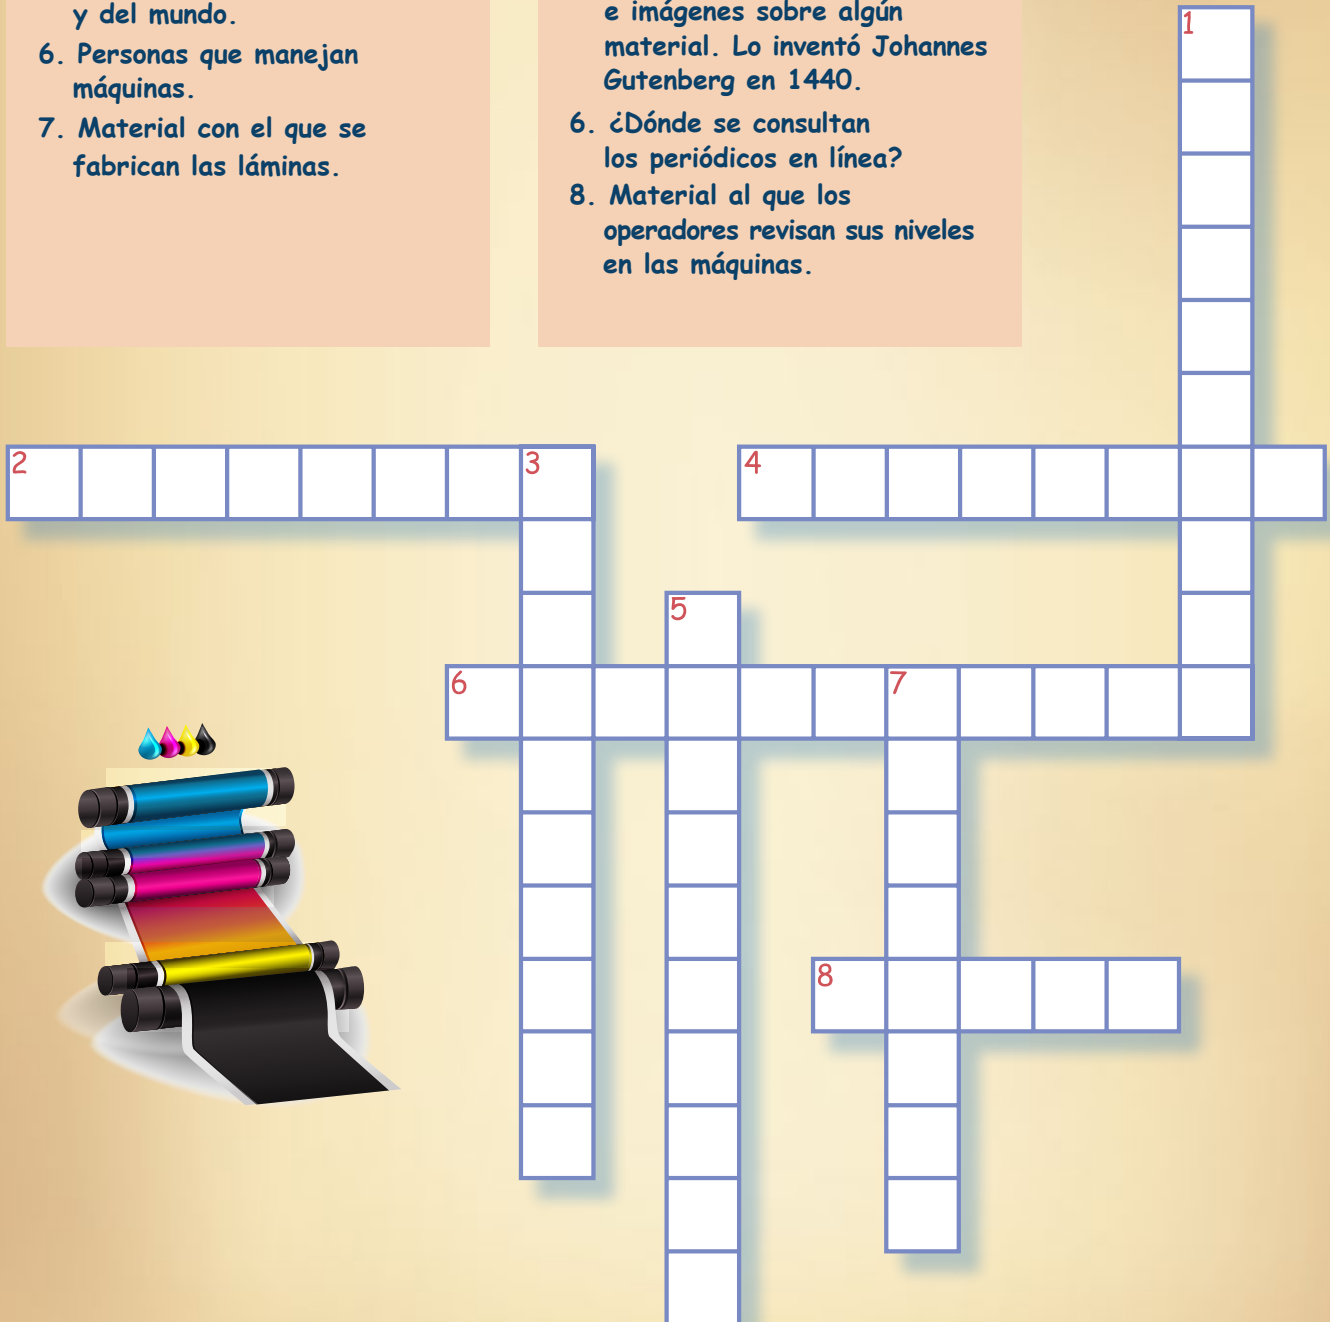 y del mundo.
6. Personas que manejan
máquinas.
7. Material con el que se
fabrican las láminas.
e imágenes sobre algún
material. Lo inventó Johannes
Gutenberg en 1440.
6. ¿Dónde se consultan
los periódicos en línea?
8. Material al que los
operadores revisan sus niveles
en las máquinas.
1
2
3
4
5
6
7
8